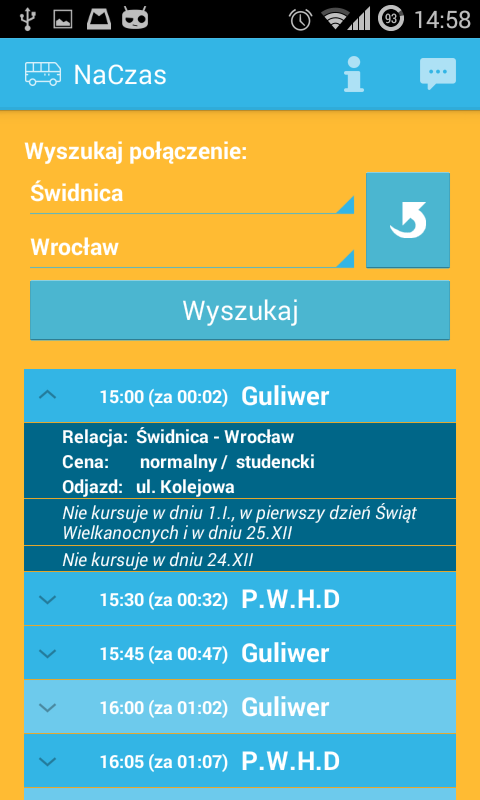 93 14:58
NaCzas
Wyszukaj połączenie:
Świdnica
Wrocław
Wyszukaj
15:00 (za 00:02) Guliwer
Relacja: Świdnica - Wrocław
Cena: normalny / studencki
Odjazd: ul. Kolejowa
Nie kursuje w dniu 1.I., w pierwszy dzień Świąt
Wielkanocnych i w dniu 25.XII
Nie kursuje w dniu 24.XII
15:30 (za 00:32) P.W.H.D
15:45 (za 00:47) Guliwer
16:00 (za 01:02) Guliwer
16:05 (za 01:07) P.W.H.D